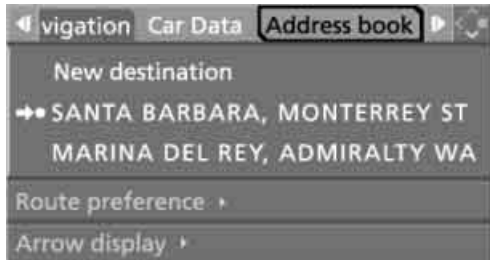 vigation Car Data Address book
New destination
SANTA BARBARA, MONTERREY ST
MARINA DEL REY, ADMIRALTY WA
Route preference
Arrow display